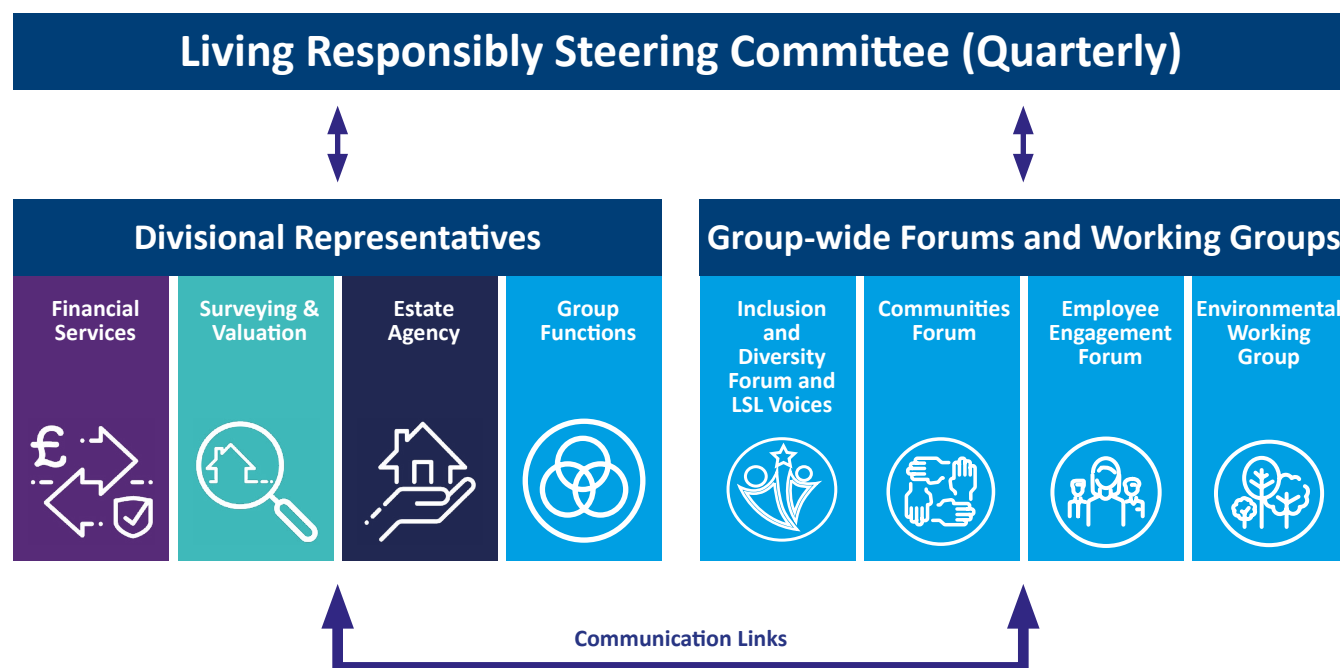 Living Responsibly Steering Committee (Quarterly)
Divisional Representatives
Financial
Services
Surveying &
Valuation
Estate
Agency
Group
Functions
£
Group-wide Forums and Working Groups
Inclusion
and
Diversity
Forum and
LSL Voices
Communities
Forum
Employee
Engagement
Forum
Environmental
Working
Group
Communication Links